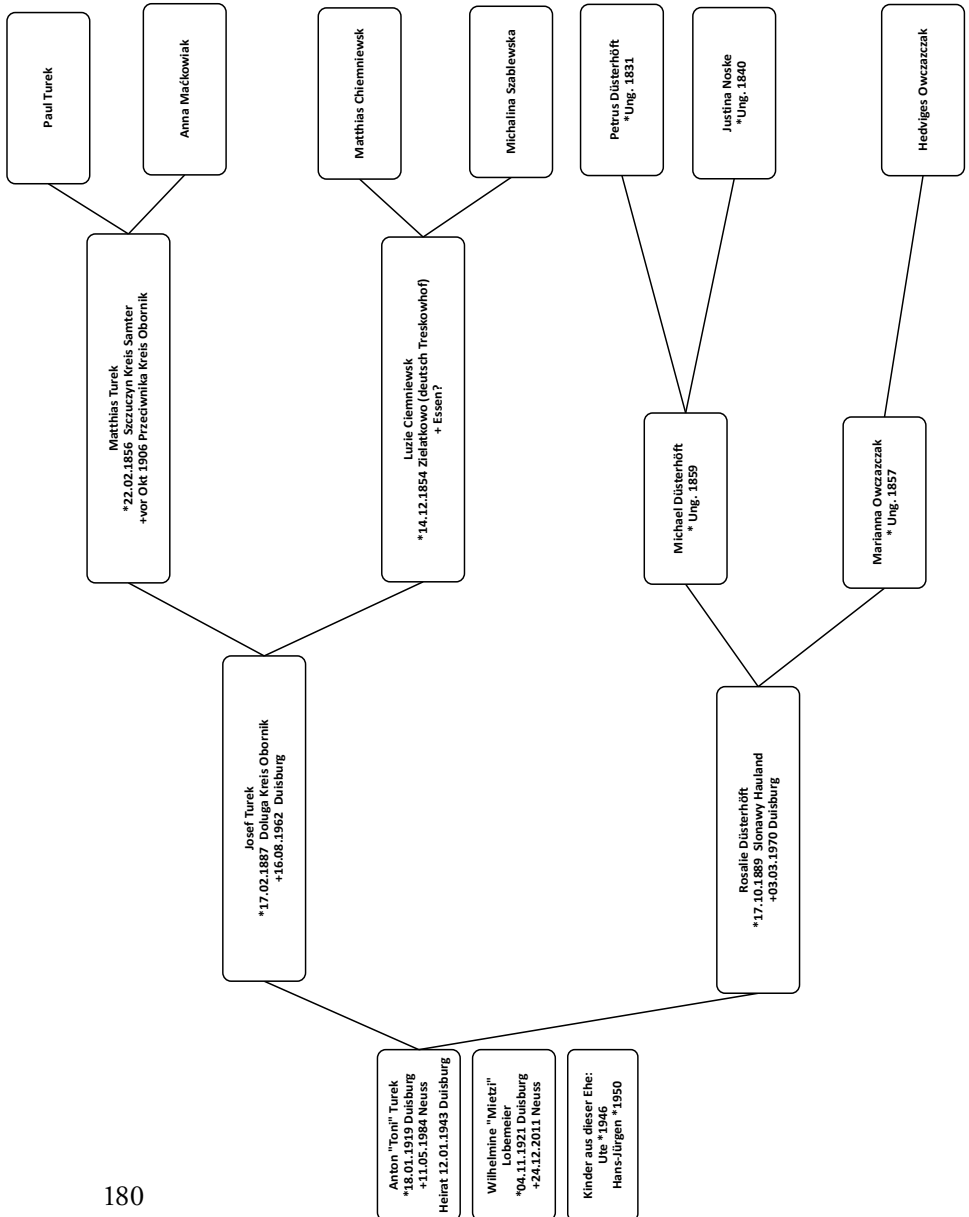 Paul Turek
Anna Maćkowiak
Matthias Chiemniewsk
Michalina Szablewska
Petrus Düsterhöft
*Ung. 1831
Justina Noske
*Ung. 1840
Hedviges Owczazczak
Matthias Turek
*22.02.1856 Szczuczyn Kreis Samter
+vor Okt 1906 Przeciwnika Kreis Obornik
Luzie Ciemniewsk
*14.12.1854 Zielatkowo (deutsch Treskowhof)
+ Essen?
Michael Düsterhöft
* Ung. 1859
Marianna Owczazczak
* Ung. 1857
Josef Turek
*17.02.1887 Doluga Kreis Obornik
+16.08.1962 Duisburg
Rosalie Düsterhöft
*17.10.1889 Slonawy Hauland
+03.03.1970 Duisburg
Anton "Toni" Turek
*18.01.1919 Duisburg
+11.05.1984 Neuss
Heirat 12.01.1943 Duisburg
Wilhelmine "Mietzi"
Lobemeier
*04.11.1921 Duisburg
+24.12.2011 Neuss
Kinder aus dieser Ehe:
Ute *1946
Hans-Jürgen *1950
180